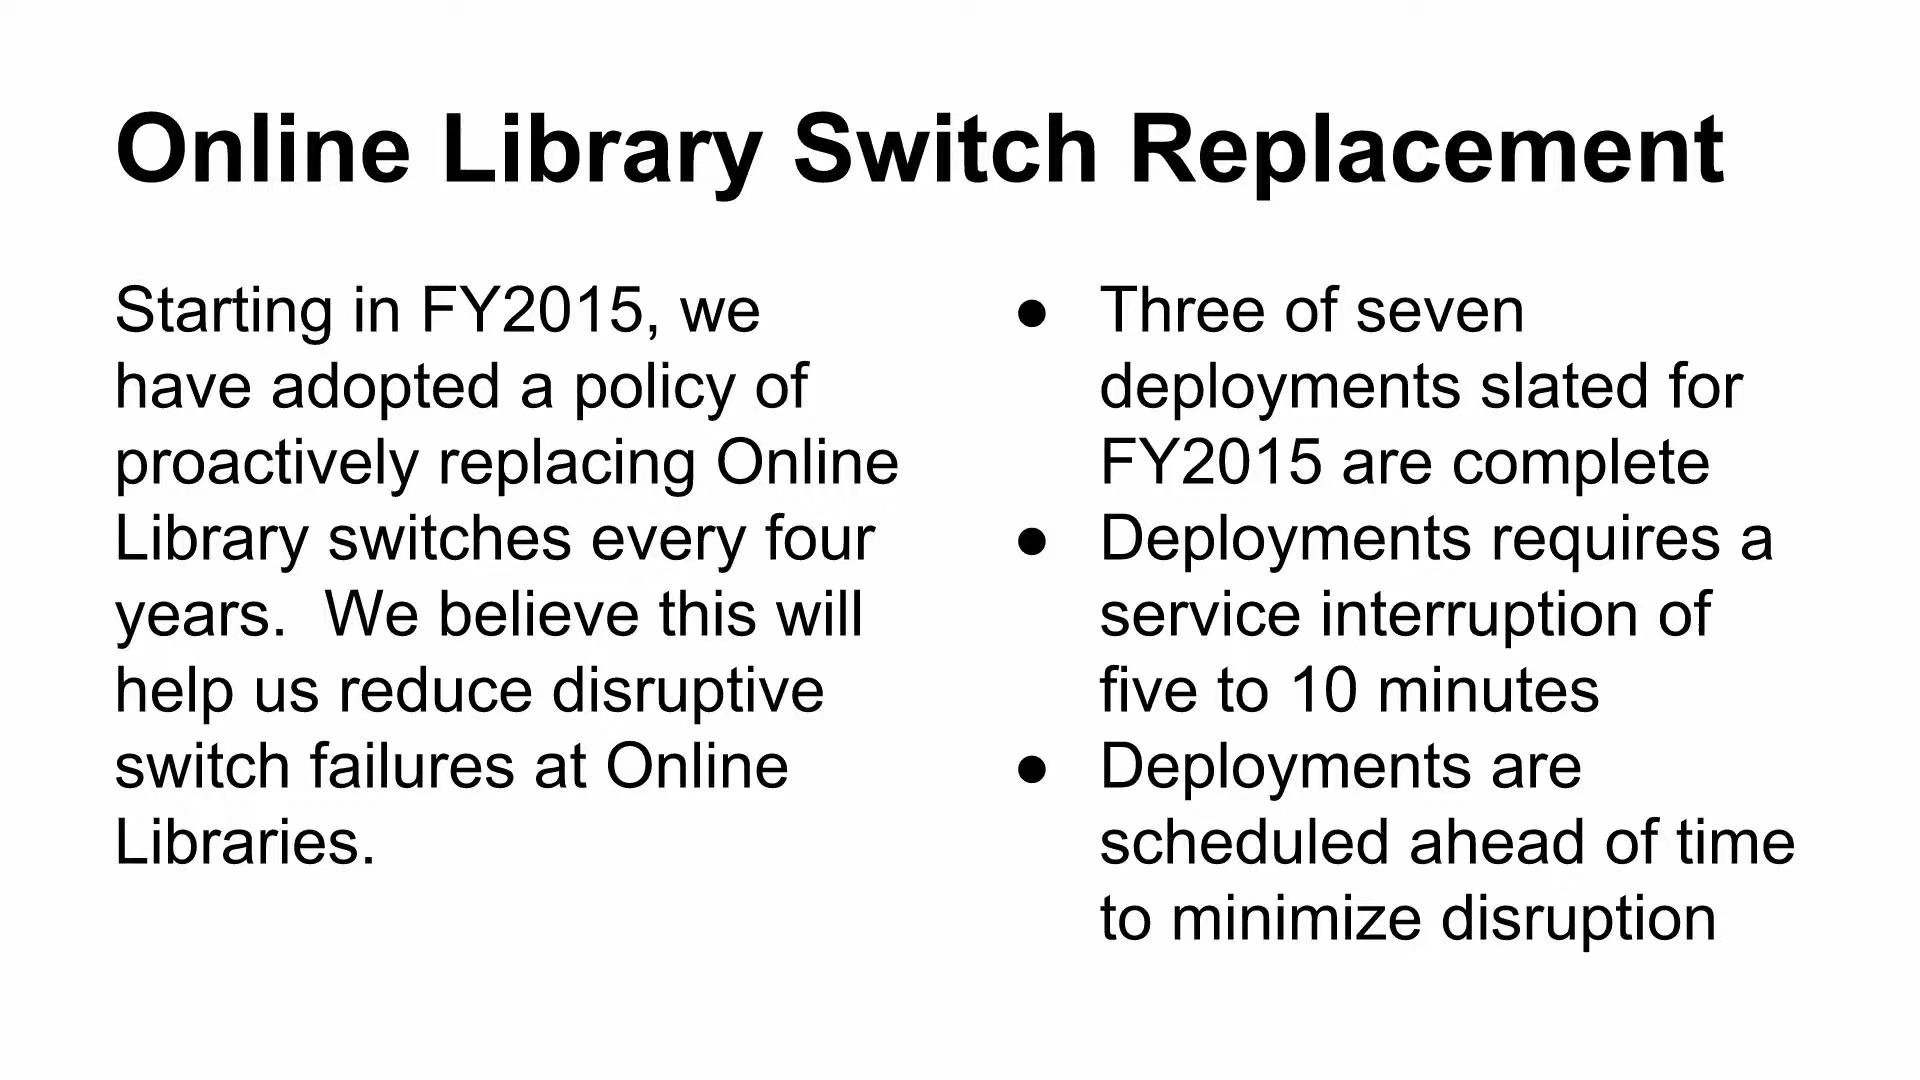 Online Library Switch Replacement
Starting in FY2015, we
have adopted a policy of
proactively replacing Online
Library switches every four
years.  We believe this will
help us reduce disruptive
switch failures at Online
Libraries.
● Three of seven
deployments slated for
FY2015 are complete
● Deployments requires a
service interruption of
five to 10 minutes
● Deployments are
scheduled ahead of time
to minimize disruption